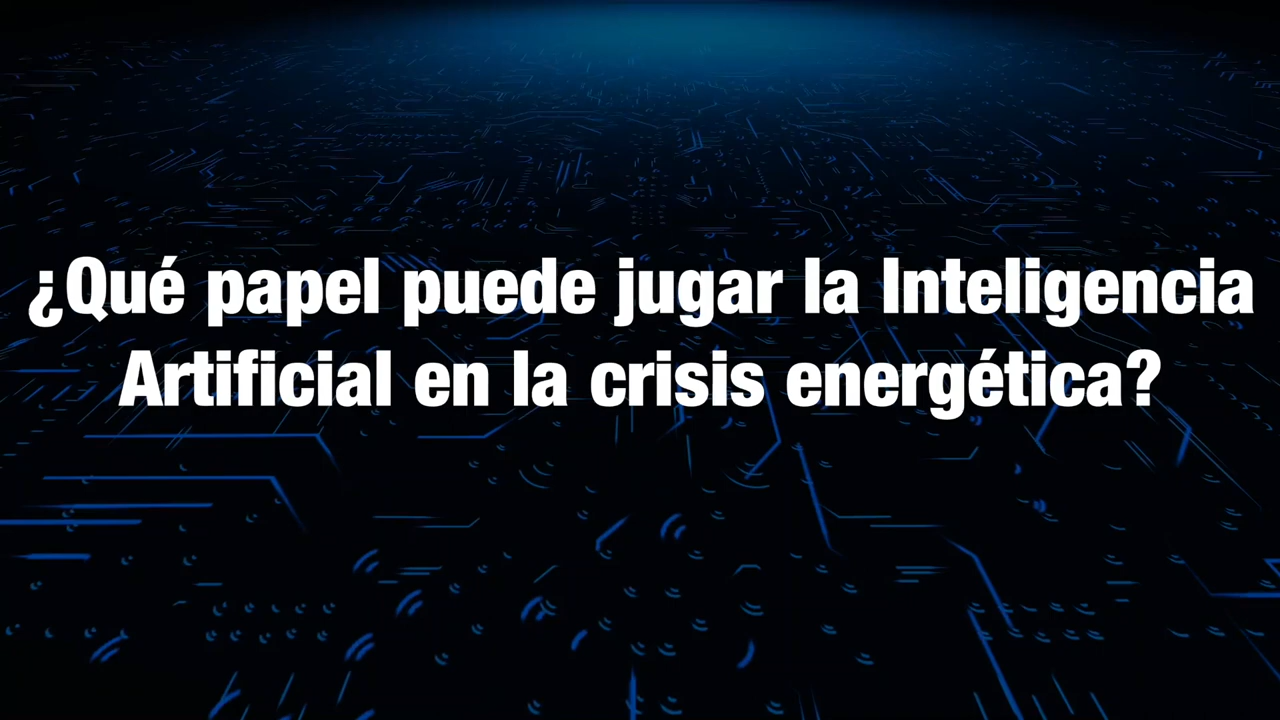 ¿Qué papel puede jugar la Inteligencia
Artificial en la crisis energética?